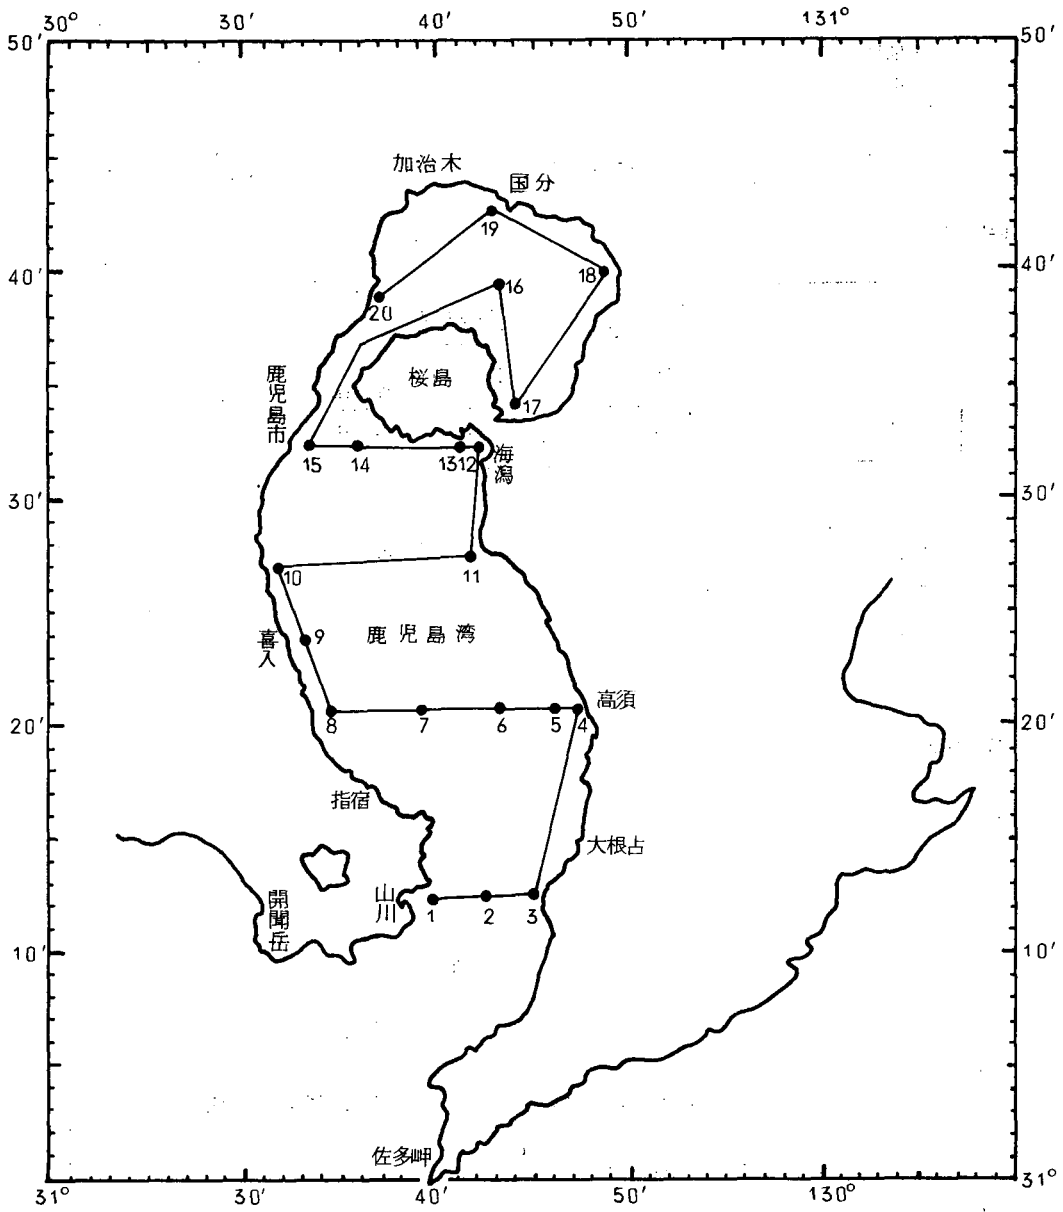 30° 30′ 40′ 50′ 131°
50′ 50′
加治木
国分
19
40′ 18 40′
16
20
鹿児島市
桜島
17
15 14 13 12
海潟
30′ 30′
10 11
9
喜入
鹿児島湾
高須
8 7 6 5 4
20′ 20′
指宿
大根占
山川
開聞岳
1 2 3
10′ 10′
佐多岬
31°
31° 30′ 40′ 50′ 130°